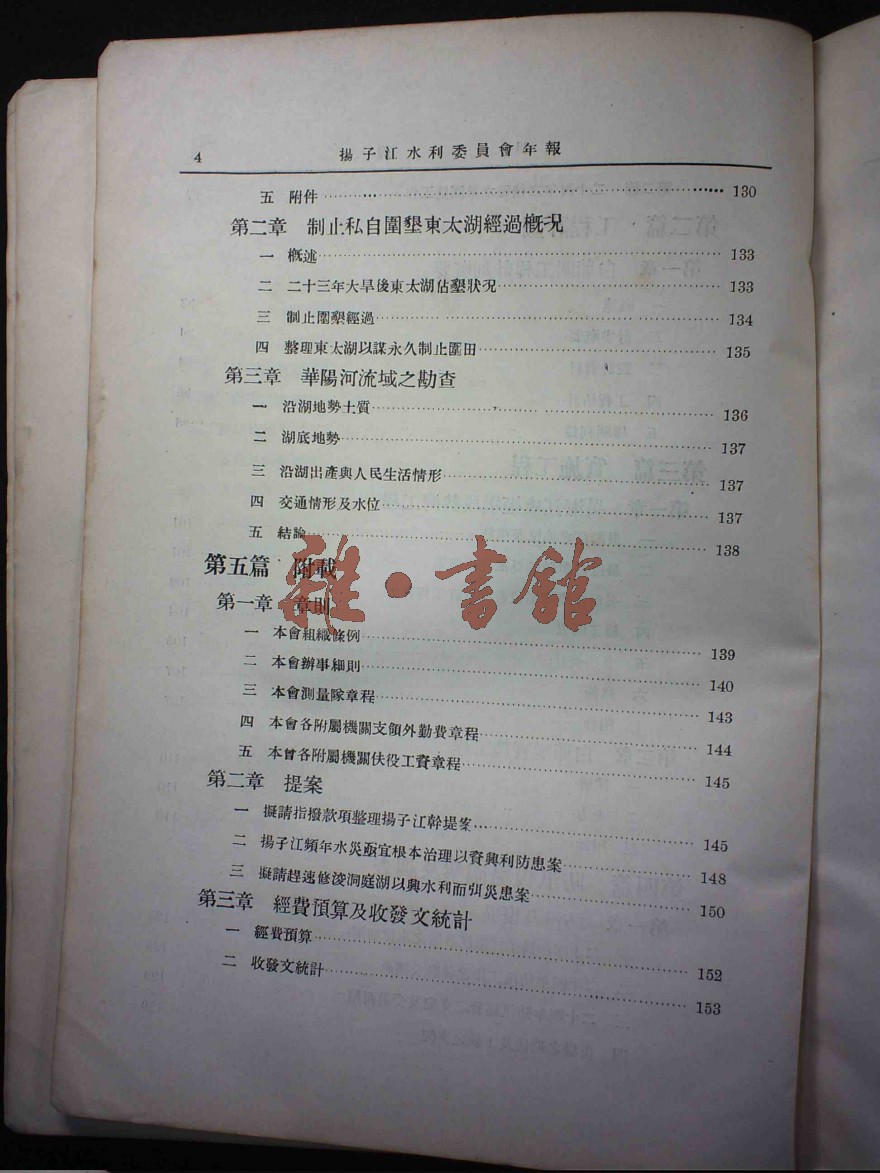 4 揚子江水利委員會年報
五 附件 130
第二章 制止私自圍墾東太湖經過概况
一 概述 133
二 二十三年大旱後東太湖佔墾狀况 133
三 制止圍墾經過 134
四 整理東太湖以謀永久制止圍田 135
第三章 華陽河流域之勘查
一 沿湖地勢土質 136
二 湖底地勢 137
三 沿湖出產與人民生活情形 137
四 交通情形及水位 137
五 結論 138
第五篇 附載
雜·書館
第一章 章則
一 本會組織條例 139
二 本會辦事細則 140
三 本會測量隊章程 143
四 本會各附屬機關支領外勤費章程 144
五 本會各附屬機關伕役工資章程 145
第二章 提案
一 擬請指撥款項整理揚子江幹堤案 145
二 揚子江頻年水災亟宜根本治理以資興利防患案 148
三 擬請趕速修浚洞庭湖以興水利而弭災患案 150
第三章 經費預算及收發文統計
一 經費預算 152
二 收發文統計 153